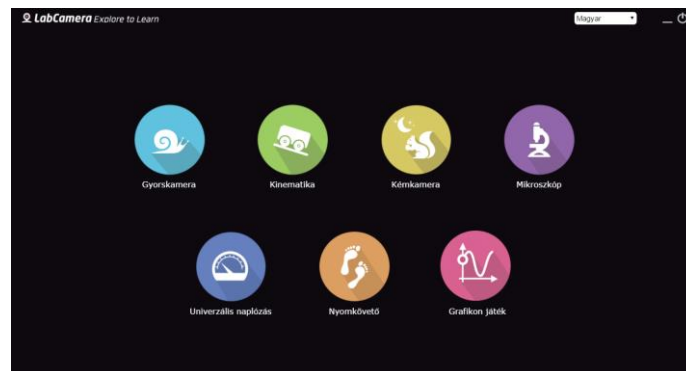 LabCamera Explore to Learn
Magyar
Gyorskamera
Kinematika
Kémkamera
Mikroszkóp
Univerzális naplózás
Nyomkövető
Grafikon játék